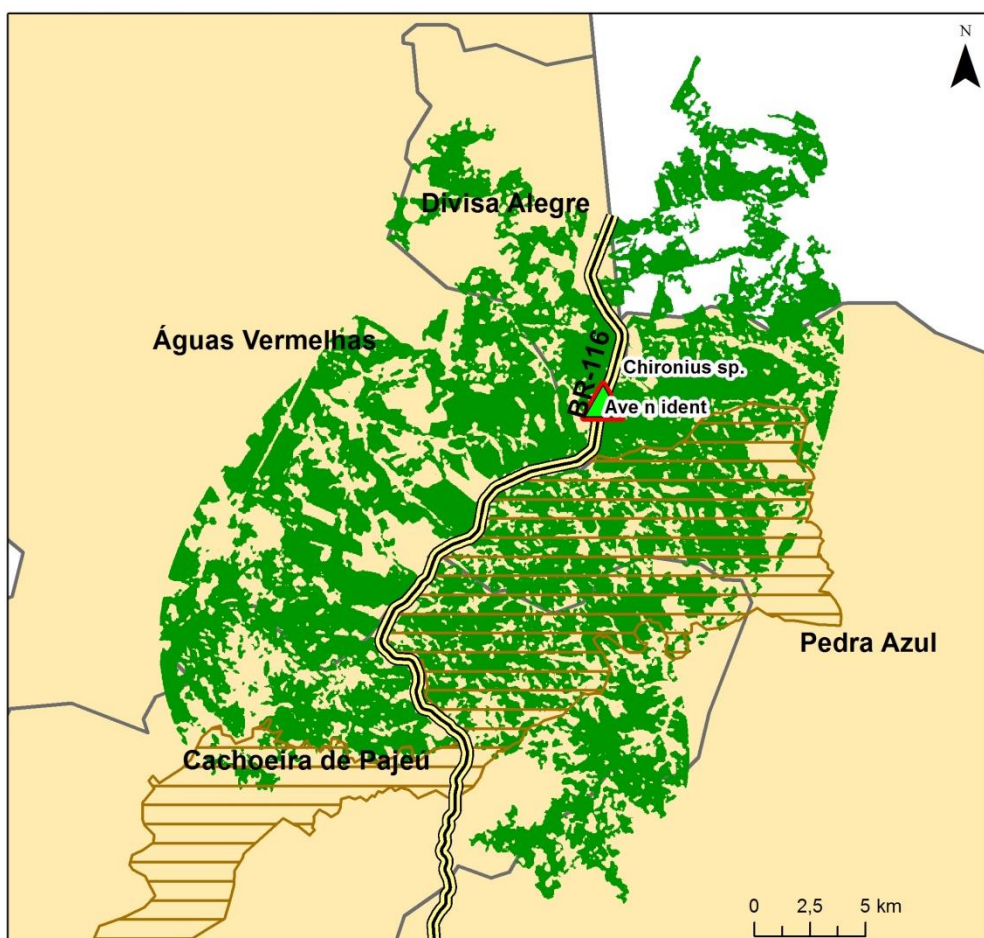 N
Divisa Alegre
Águas Vermelhas
BR-116
Chironius sp.
Ave n ident
Pedra Azul
Cachoeira de Pajeú
0 2,5 5 km